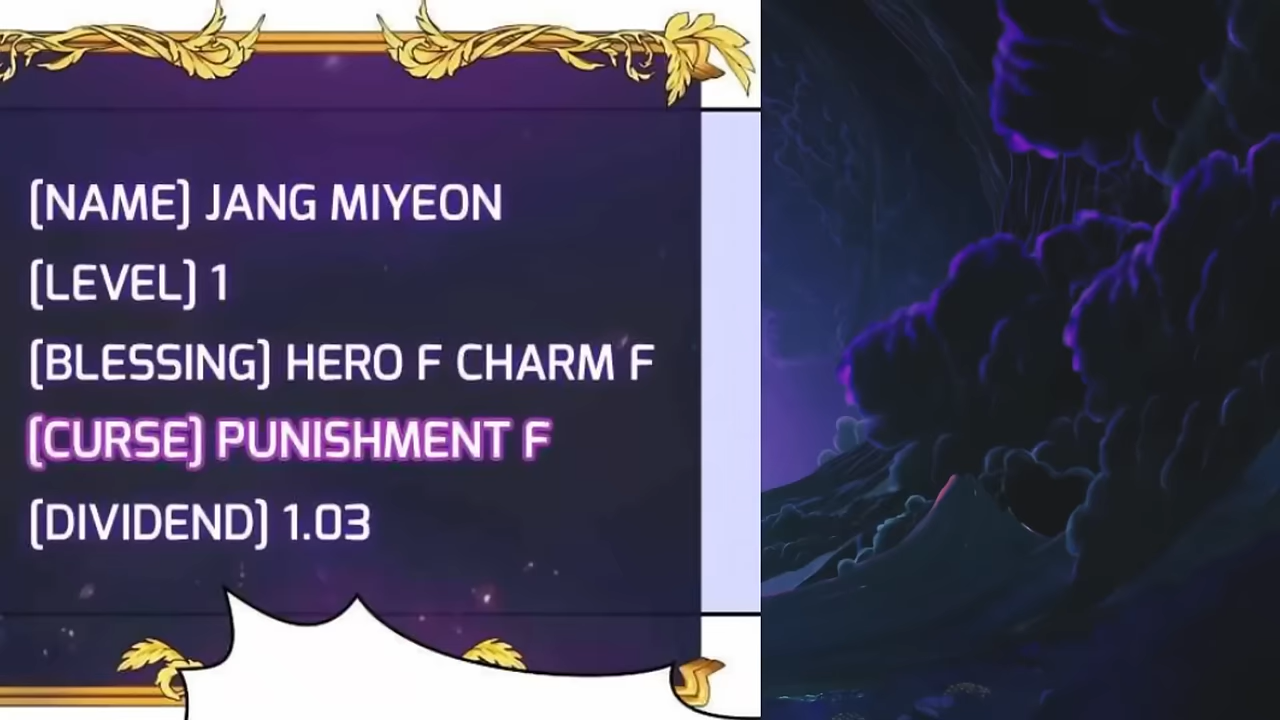 [NAME] JANG MIYEON
[LEVEL] 1
[BLESSING] HERO F CHARM F
[CURSE] PUNISHMENT F
[DIVIDEND] 1.03